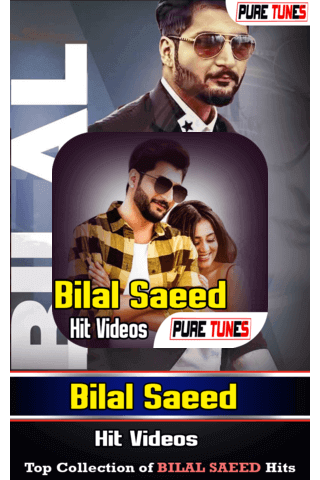 PURE TUNES
BILAL
Bilal Saeed
Hit Videos
PURE TUNES
Bilal Saeed
Hit Videos
Top Collection of BILAL SAEED Hits